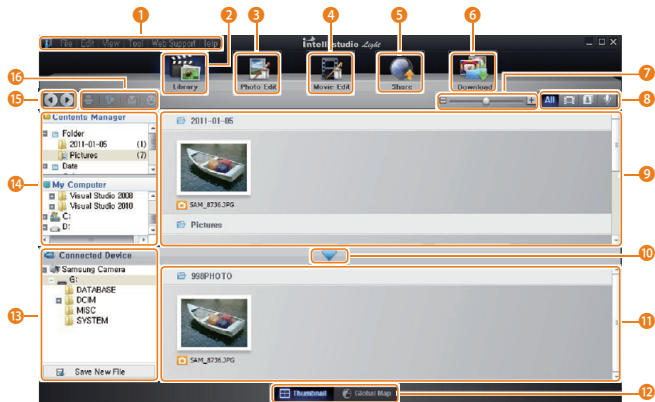 1 2 3 4 5 6
File Edit View Tool Web Support Help
Intelli-studio Light
Library Photo Edit Movie Edit Share Download
16 7
15 All 8
Contents Manager
Folder
2011-01-05 (1)
Pictures (7)
Date
14
My Computer
Visual Studio 2008
Visual Studio 2010
C:
D:
2011-01-05
SAM_8736.JPG
Pictures
9
10
Connected Device
Samsung Camera
G:
DATABASE
DCIM
MISC
SYSTEM
13
Save New File
998PHOTO
SAM_8736.JPG
11
Thumbnail Global Map 12